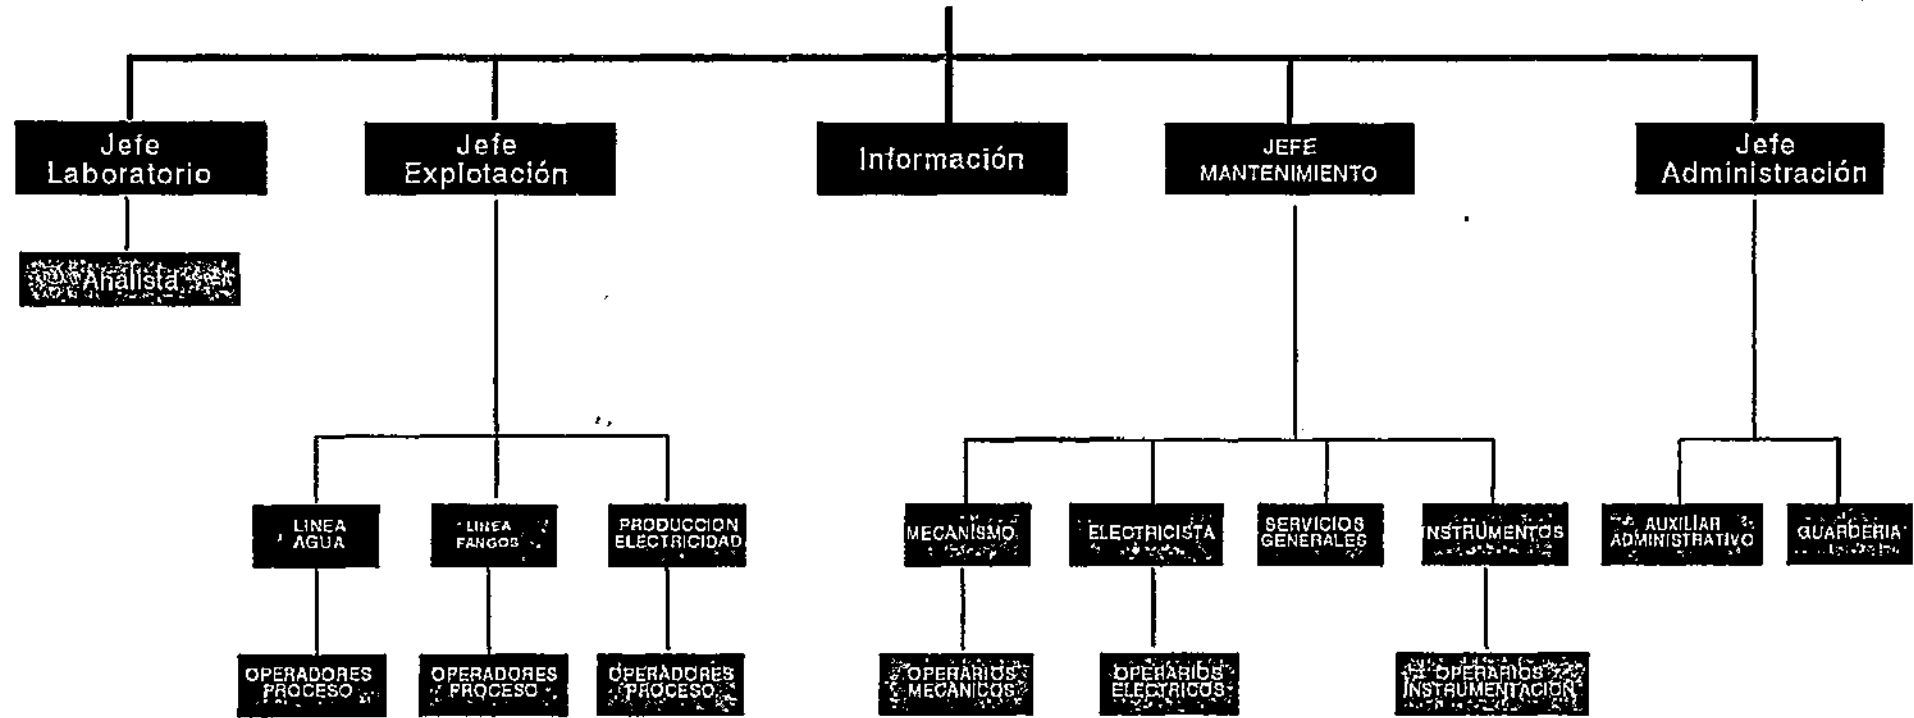 Jefe
Laboratorio
Jefe
Explotación
Información
JEFE
MANTENIMIENTO
Jefe
Administración
Analista
LINEA
AGUA
LINEA
FANGOS
PRODUCCION
ELECTRICIDAD
MECANISMO
ELECTRICISTA
SERVICIOS
GENERALES
INSTRUMENTOS
AUXILIAR
ADMINISTRATIVO
GUARDERIA
OPERADORES
PROCESO
OPERADORES
PROCESO
OPERADORES
PROCESO
OPERARIOS
MECANICOS
OPERARIOS
ELECTRICOS
OPERARIOS
INSTRUMENTACION